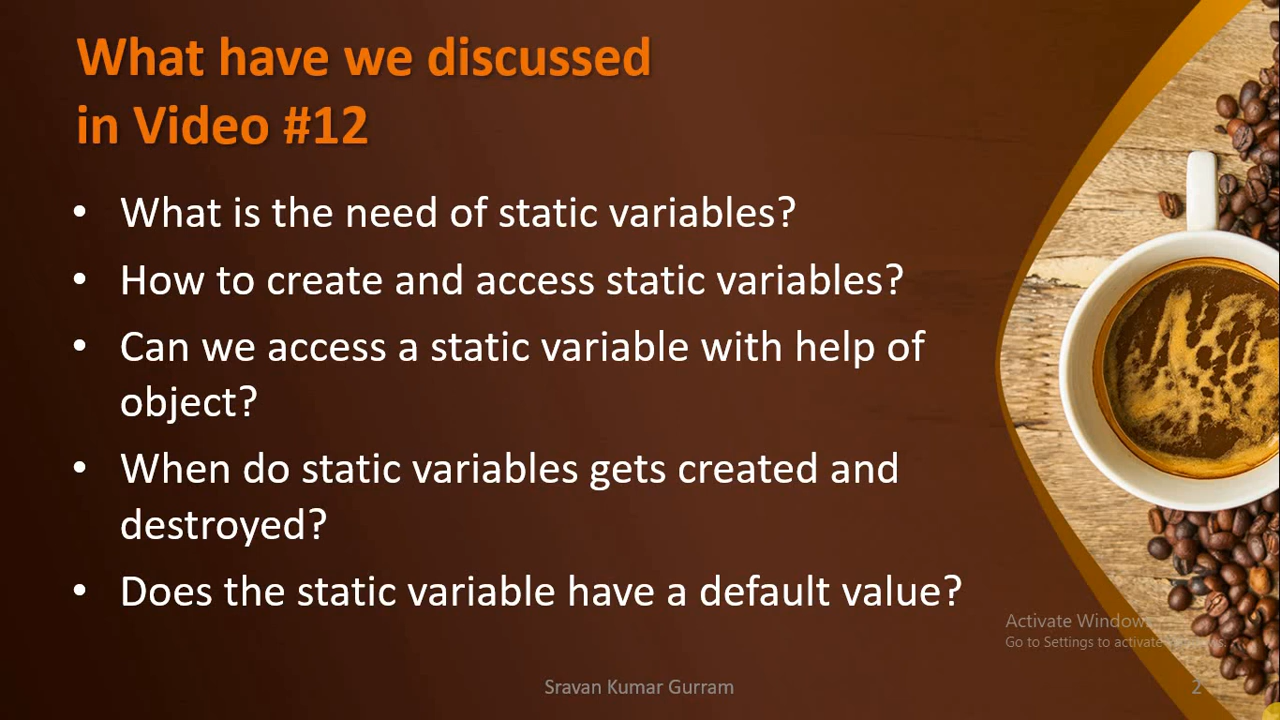 What have we discussed
in Video #12
• What is the need of static variables?
• How to create and access static variables?
• Can we access a static variable with help of
object?
• When do static variables gets created and
destroyed?
• Does the static variable have a default value?
Activate Windows
Go to Settings to activate Windows.
Sravan Kumar Gurram
2